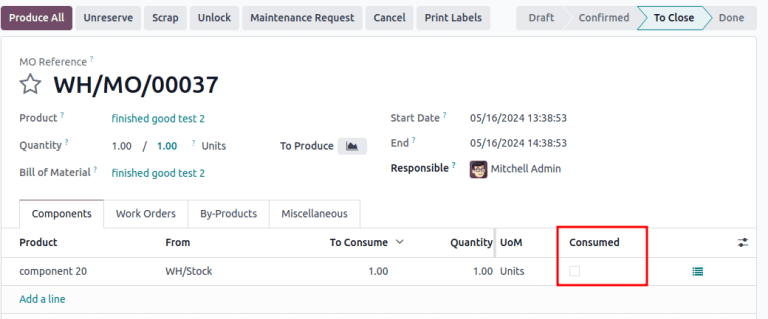 Produce All Unreserve Scrap Unlock Maintenance Request Cancel Print Labels Draft Confirmed To Close Done
MO Reference ?
WH/MO/00037
Product ? finished good test 2 Start Date ? 05/16/2024 13:38:53
Quantity ? 1.00 / 1.00 ? Units To Produce End ? 05/16/2024 14:38:53
Bill of Material ? finished good test 2 Responsible ? Mitchell Admin
Components Work Orders By-Products Miscellaneous
Product From To Consume Quantity UoM Consumed
component 20 WH/Stock 1.00 1.00 Units
Add a line